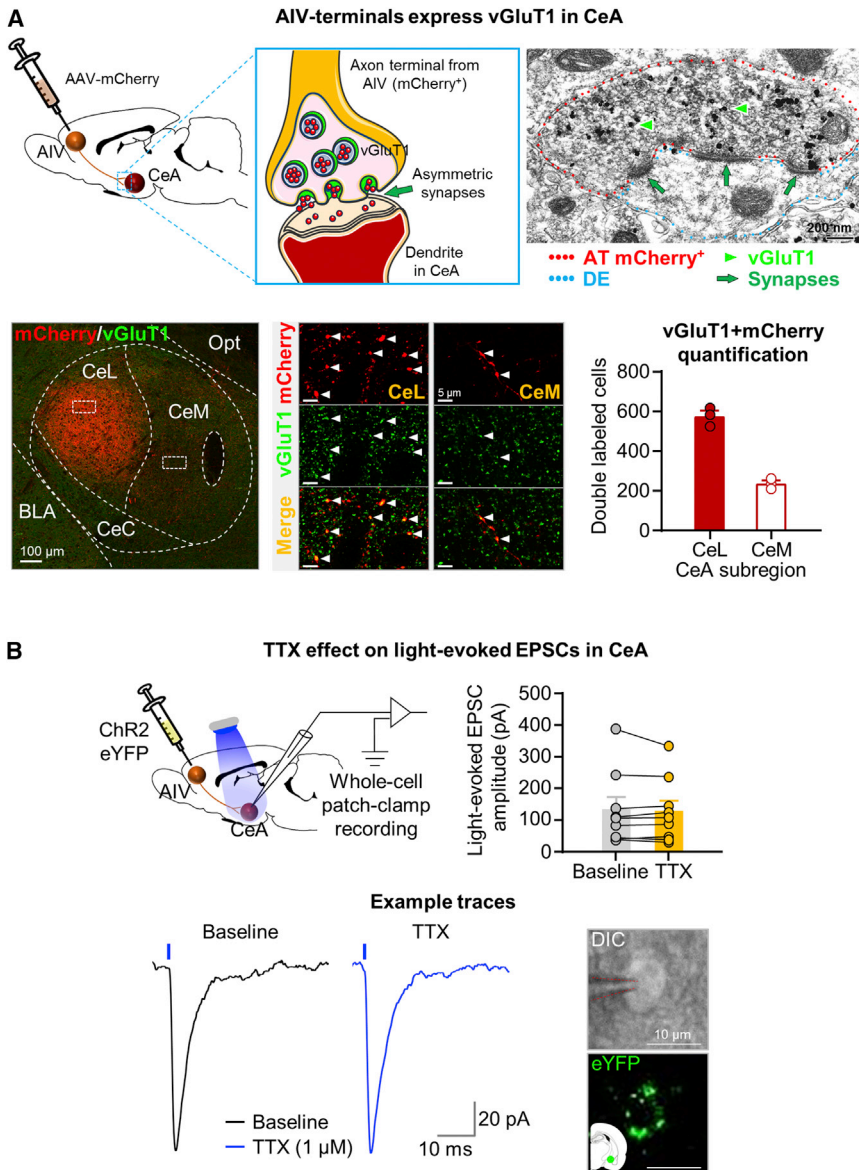 A
AIV-terminals express vGluT1 in CeA
AAV-mCherry
AIV
CeA
Axon terminal from
AIV (mCherry⁺)
vGluT1
Asymmetric
synapses
Dendrite
in CeA
200 nm
AT mCherry⁺
vGluT1
DE
Synapses
mCherry/vGluT1
Opt
CeL
CeM
BLA
CeC
100 µm
mCherry
vGluT1
Merge
CeL
5 µm
CeM
vGluT1+mCherry
quantification
Double labeled cells
800
600
400
200
0
CeL
CeM
CeA subregion
B
TTX effect on light-evoked EPSCs in CeA
ChR2
eYFP
AIV
CeA
Whole-cell
patch-clamp
recording
Light-evoked EPSC
amplitude (pA)
500
400
300
200
100
0
Baseline
TTX
Example traces
Baseline
TTX
Baseline
TTX (1 µM)
20 pA
10 ms
DIC
10 µm
eYFP